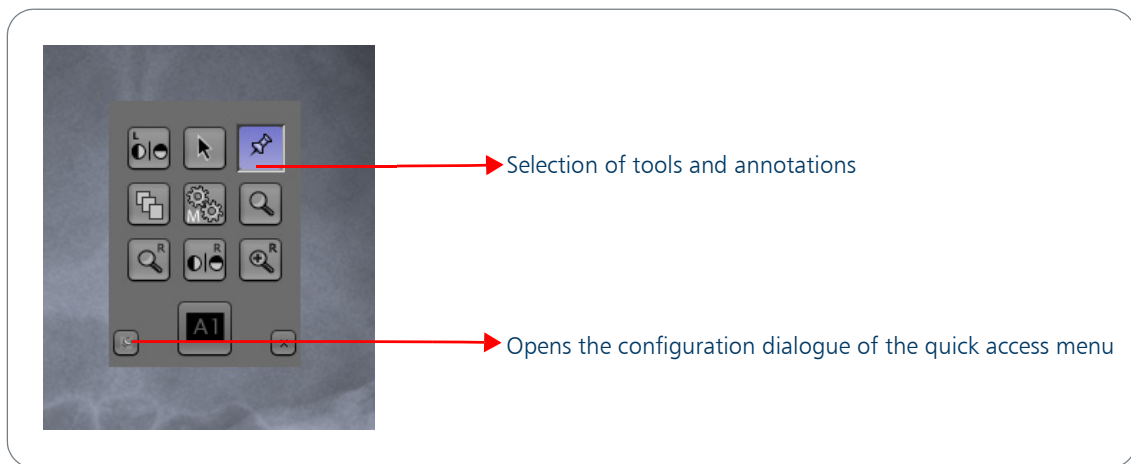 L
Selection of tools and annotations
M
R
R
R
A1
Opens the configuration dialogue of the quick access menu